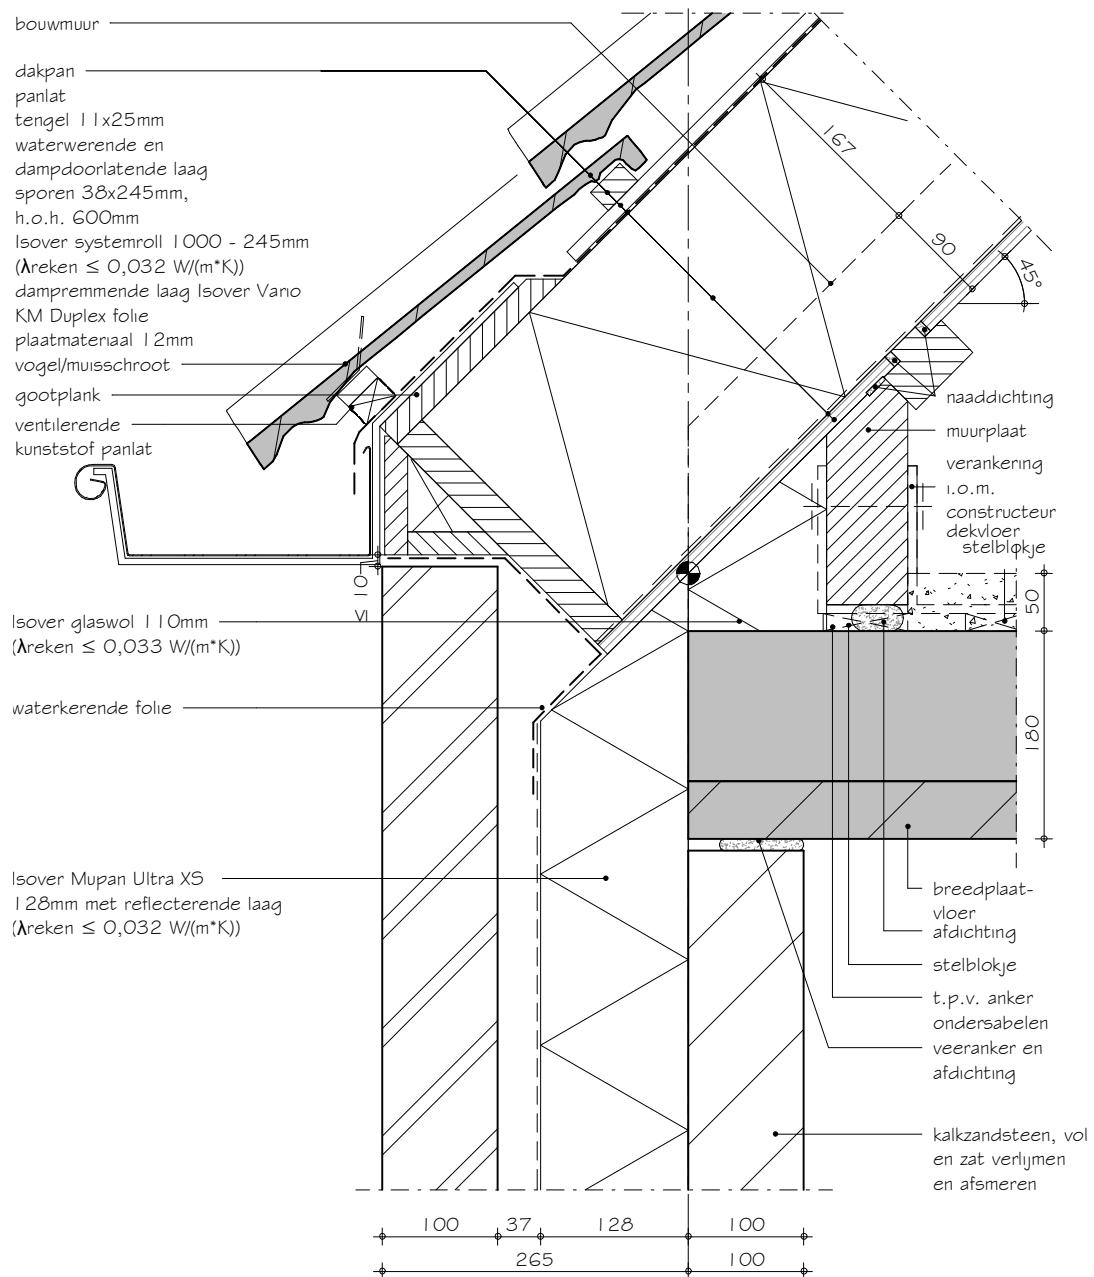 bouwmuur
dakpan
panlat
tengel 11x25mm
waterwerende en
dampdoorlatende laag
sporen 38x245mm,
h.o.h. 600mm
Isover systemroll 1000 - 245mm
(λreken ≤ 0,032 W/(m*K))
dampremmende laag Isover Vario
KM Duplex folie
plaatmateriaal 12mm
vogel/muisschroot
gootplank
ventilerende
kunststof panlat
167
90
45°
naaddichting
muurplaat
verankering
i.o.m.
constructeur
dekvloer
stelblokje
≤ 10
50
180
Isover glaswol 110mm
(λreken ≤ 0,033 W/(m*K))
waterkerende folie
Isover Mupan Ultra XS
128mm met reflecterende laag
(λreken ≤ 0,032 W/(m*K))
breedplaat-
vloer
afdichting
stelblokje
t.p.v. anker
ondersabelen
veeranker en
afdichting
kalkzandsteen, vol
en zat verlijmen
en afsmeren
100 37 128 100
265 100